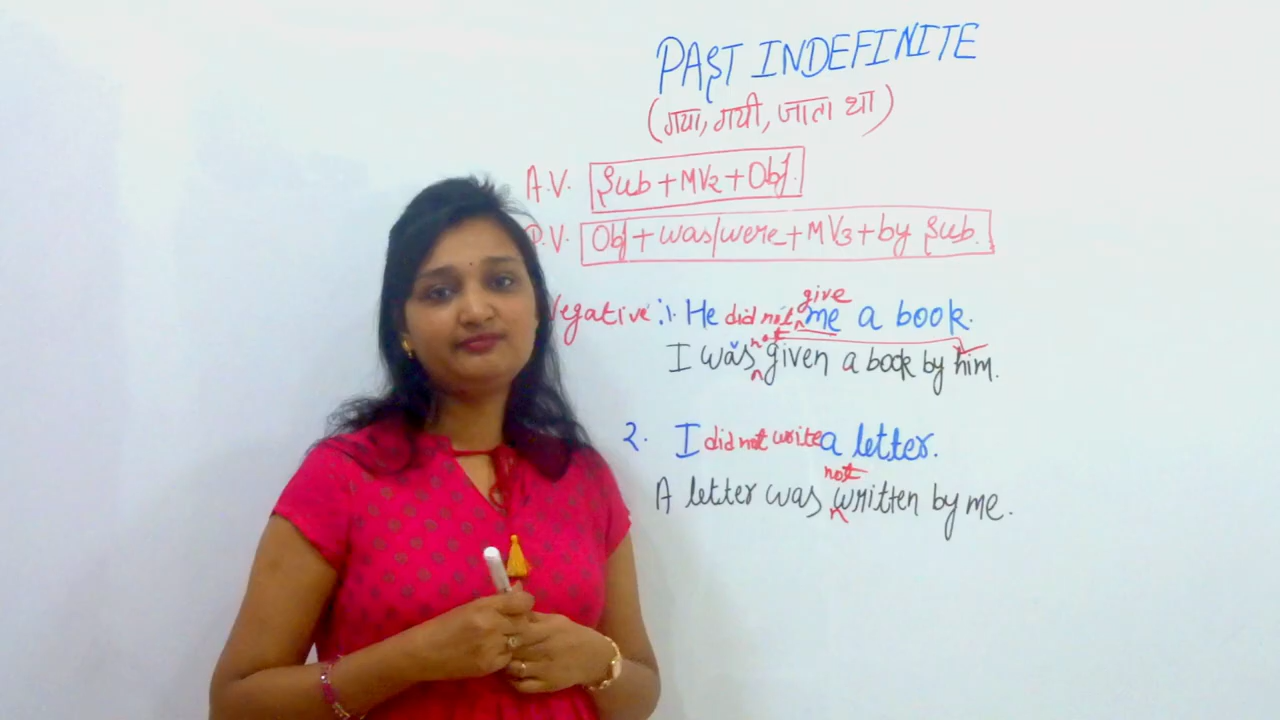 PAST INDEFINITE
(गया, गयी, जाता था)
A.V. Sub + MV2 + Obj.
P.V. Obj + was/were + MV3 + by Sub.
Negative :1. He did not give me a book.
I was not given a book by him.
2. I did not write a letter.
A letter was not written by me.